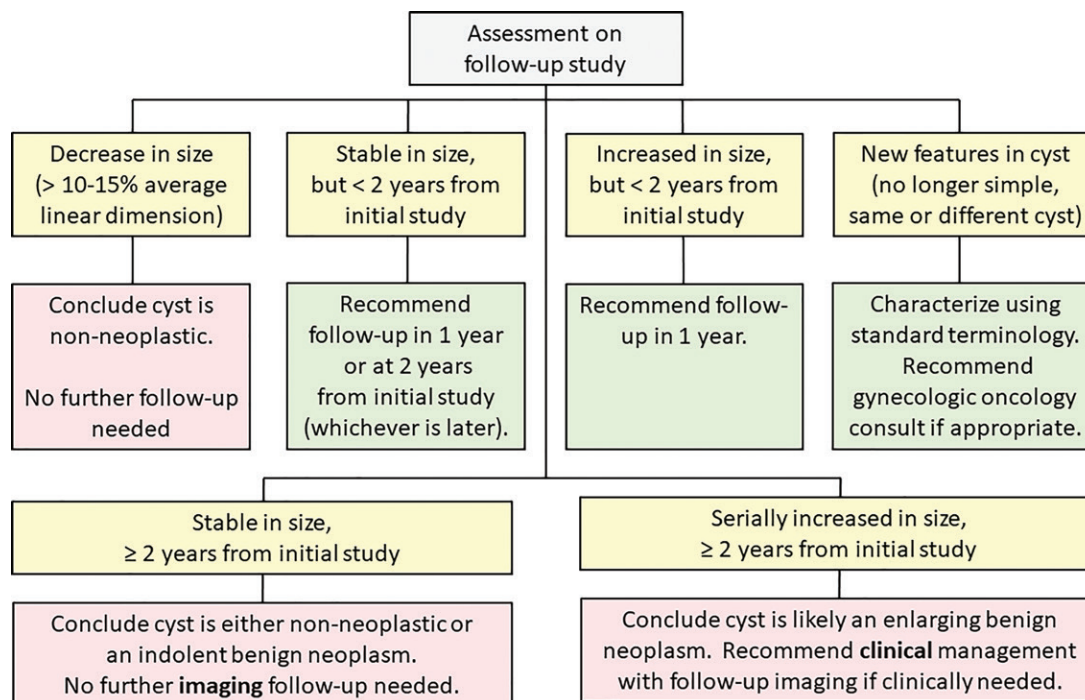 Assessment on
follow-up study
Decrease in size
(> 10-15% average
linear dimension)
Stable in size,
but < 2 years from
initial study
Increased in size,
but < 2 years from
initial study
New features in cyst
(no longer simple,
same or different cyst)
Conclude cyst is
non-neoplastic.
No further follow-up
needed
Recommend
follow-up in 1 year
or at 2 years
from initial study
(whichever is later).
Recommend follow-
up in 1 year.
Characterize using
standard terminology.
Recommend
gynecologic oncology
consult if appropriate.
Stable in size,
≥ 2 years from initial study
Serially increased in size,
≥ 2 years from initial study
Conclude cyst is either non-neoplastic or
an indolent benign neoplasm.
No further imaging follow-up needed.
Conclude cyst is likely an enlarging benign
neoplasm. Recommend clinical management
with follow-up imaging if clinically needed.